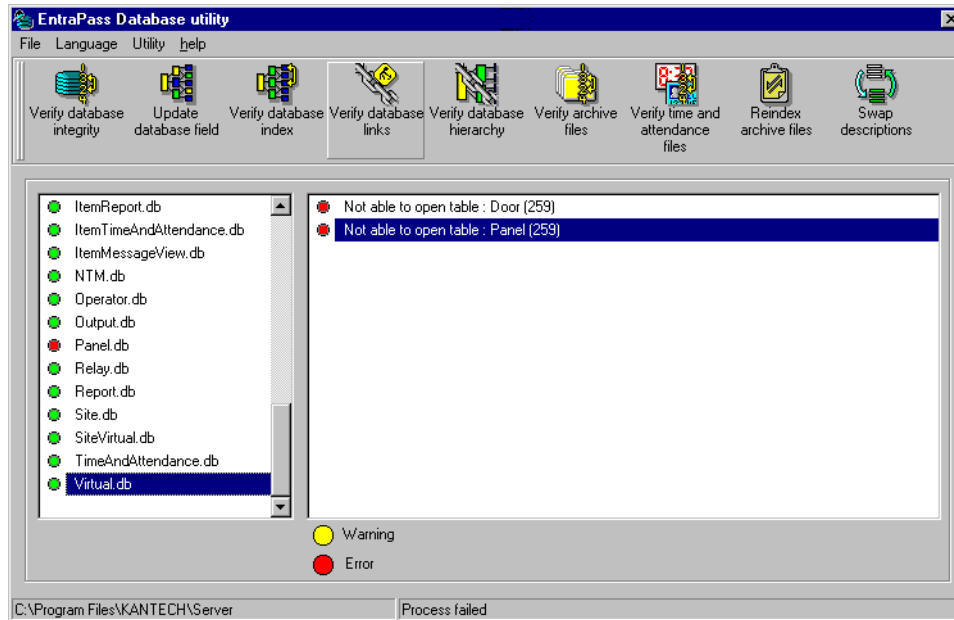 EntraPass Database utility
File Language Utility help
Verify database integrity
Update database field
Verify database index
Verify database links
Verify database hierarchy
Verify archive files
Verify time and attendance files
Reindex archive files
Swap descriptions
ItemReport.db
ItemTimeAndAttendance.db
ItemMessageView.db
NTM.db
Operator.db
Output.db
Panel.db
Relay.db
Report.db
Site.db
SiteVirtual.db
TimeAndAttendance.db
Virtual.db
Not able to open table : Door (259)
Not able to open table : Panel (259)
Warning
Error
C:\Program Files\KANTECH\Server
Process failed